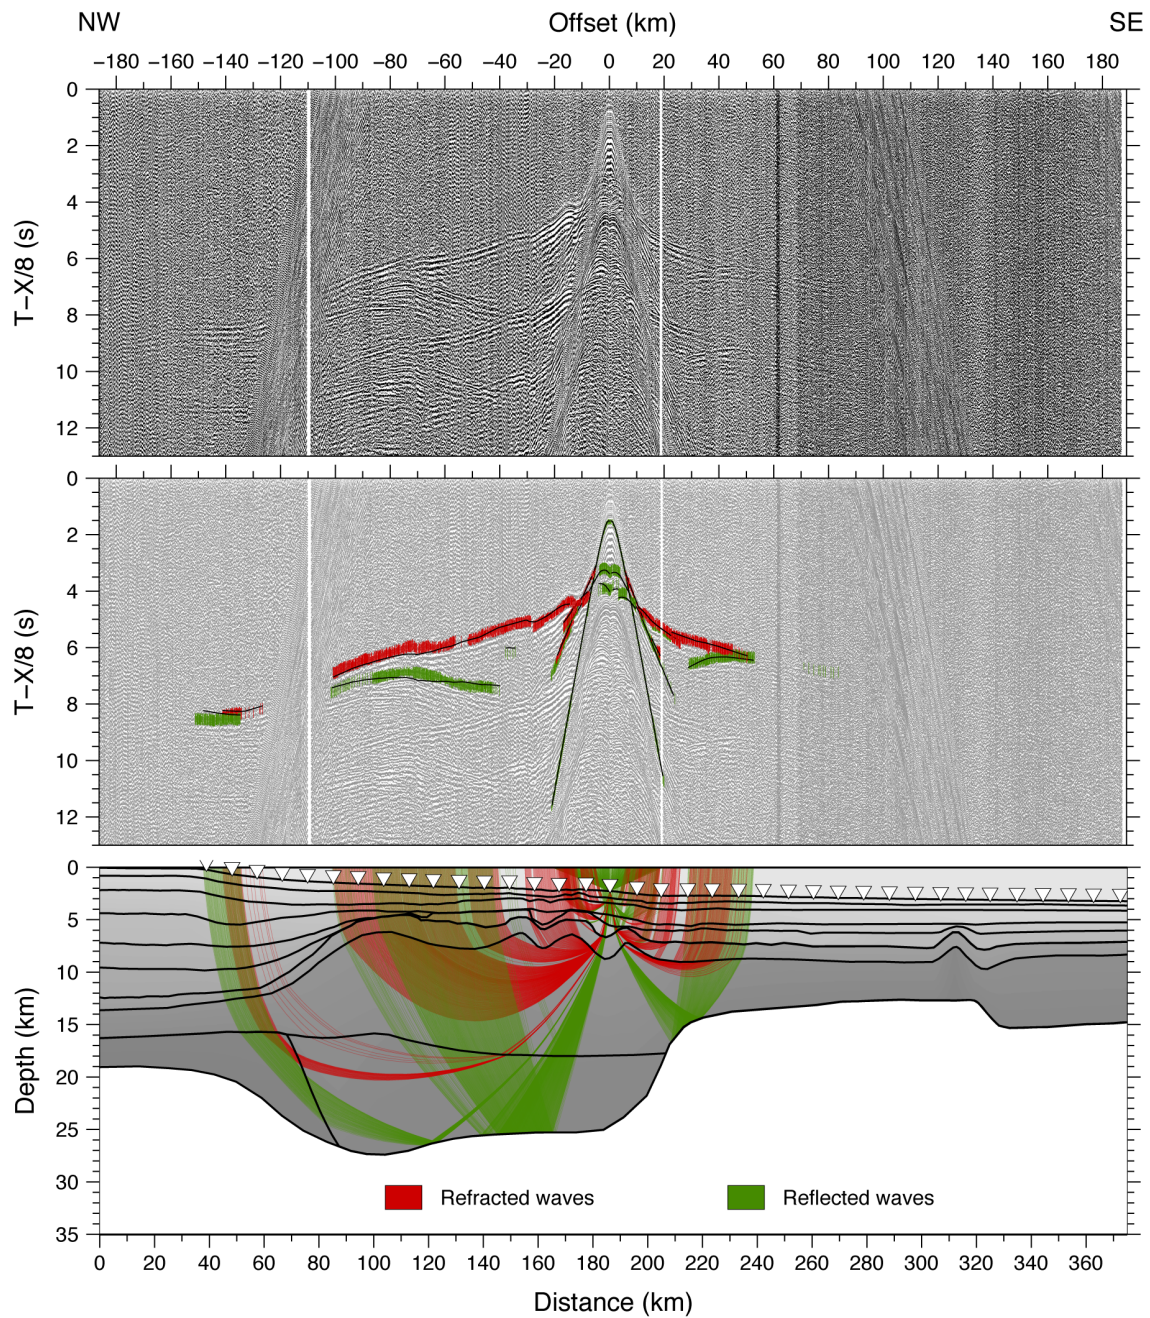 NW Offset (km) SE
−180 −160 −140 −120 −100 −80 −60 −40 −20 0 20 40 60 80 100 120 140 160 180
0
2
4
6
8
10
12
T−X/8 (s)
0
2
4
6
8
10
12
T−X/8 (s)
0
5
10
15
20
25
30
35
Depth (km)
Refracted waves
Reflected waves
0 20 40 60 80 100 120 140 160 180 200 220 240 260 280 300 320 340 360
Distance (km)